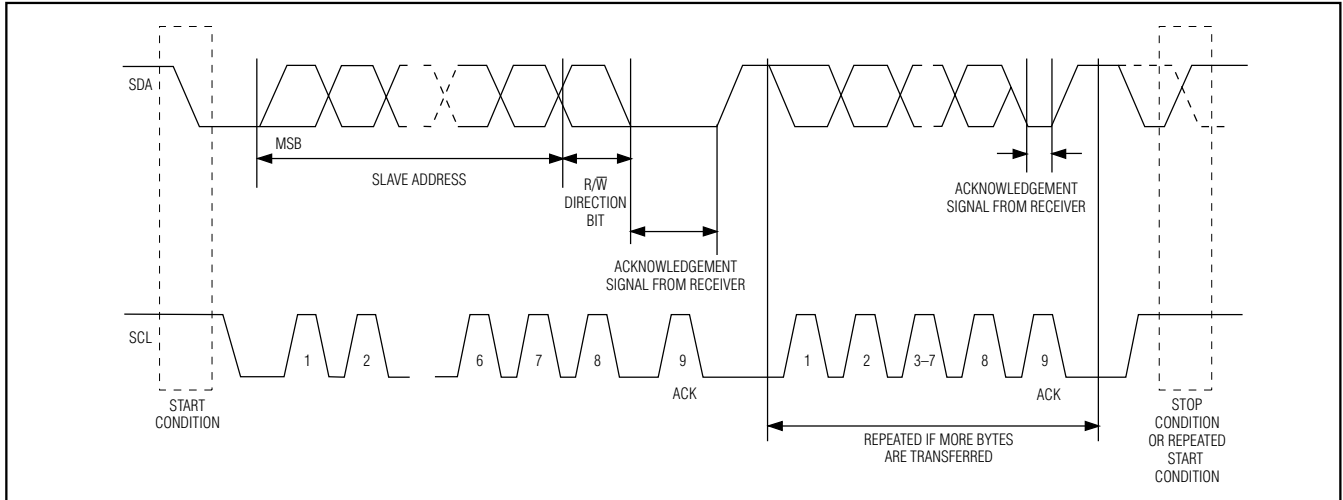 SDA
MSB
SLAVE ADDRESS
R/W̅
DIRECTION
BIT
ACKNOWLEDGEMENT
SIGNAL FROM RECEIVER
ACKNOWLEDGEMENT
SIGNAL FROM RECEIVER
SCL
1 2 6 7 8 9 1 2 3–7 8 9
ACK ACK
START
CONDITION
REPEATED IF MORE BYTES
ARE TRANSFERRED
STOP
CONDITION
OR REPEATED
START
CONDITION